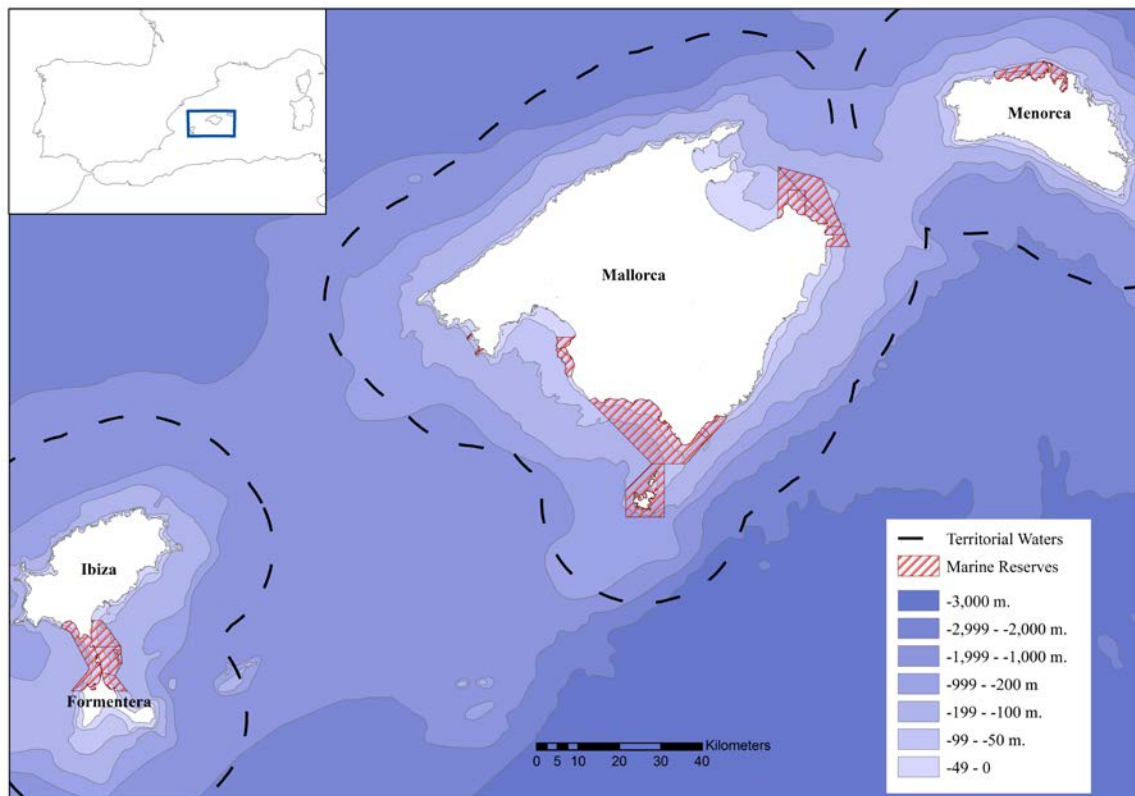 Menorca
Mallorca
Ibiza
Formentera
Territorial Waters
Marine Reserves
-3,000 m.
-2,999 - -2,000 m.
-1,999 - -1,000 m.
-999 - -200 m
-199 - -100 m.
-99 - -50 m.
-49 - 0
Kilometers
0 5 10 20 30 40